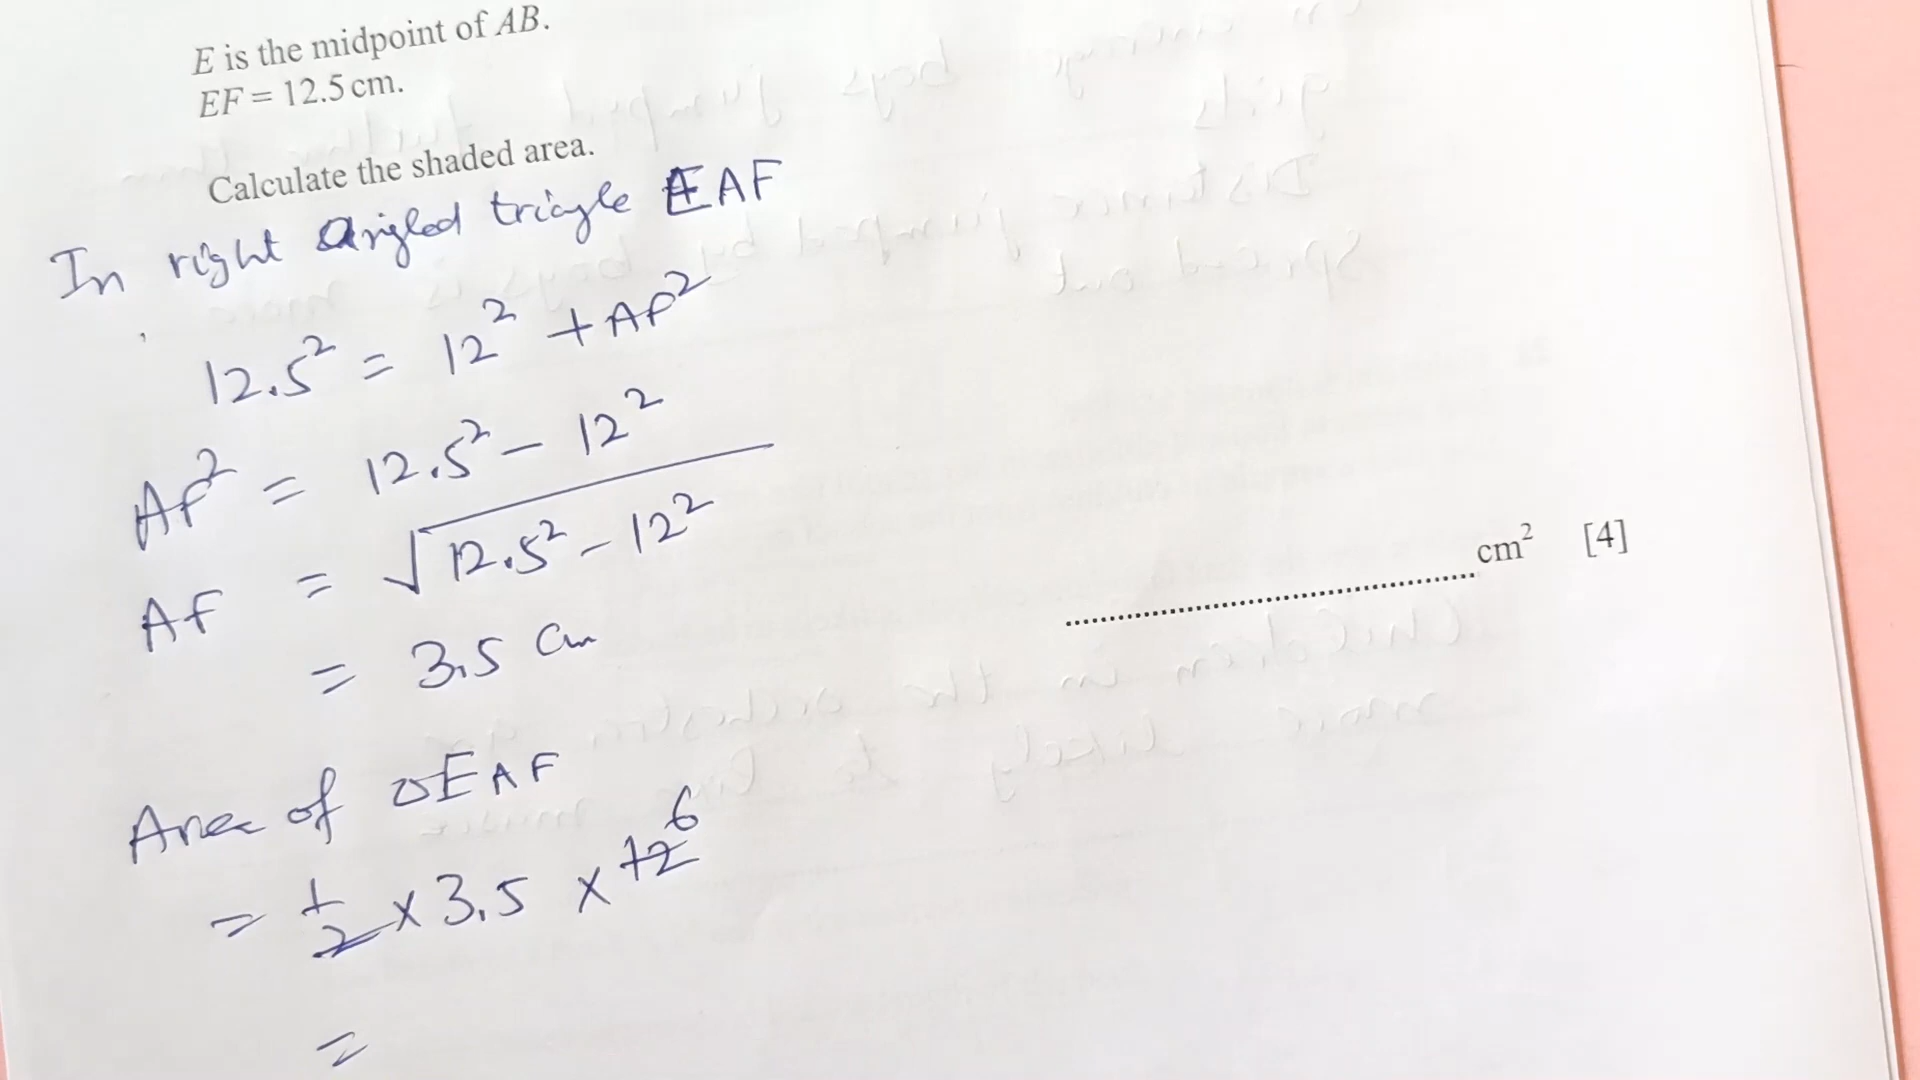 E is the midpoint of AB.
EF = 12.5 cm.
Calculate the shaded area.
In right angled triangle EAF
12.5² = 12² + AF²
AF² = 12.5² - 12²
AF = √12.5² - 12²
= 3.5 cm
cm² [4]
Area of △EAF
= 1/2 × 3.5 × 12 6
=